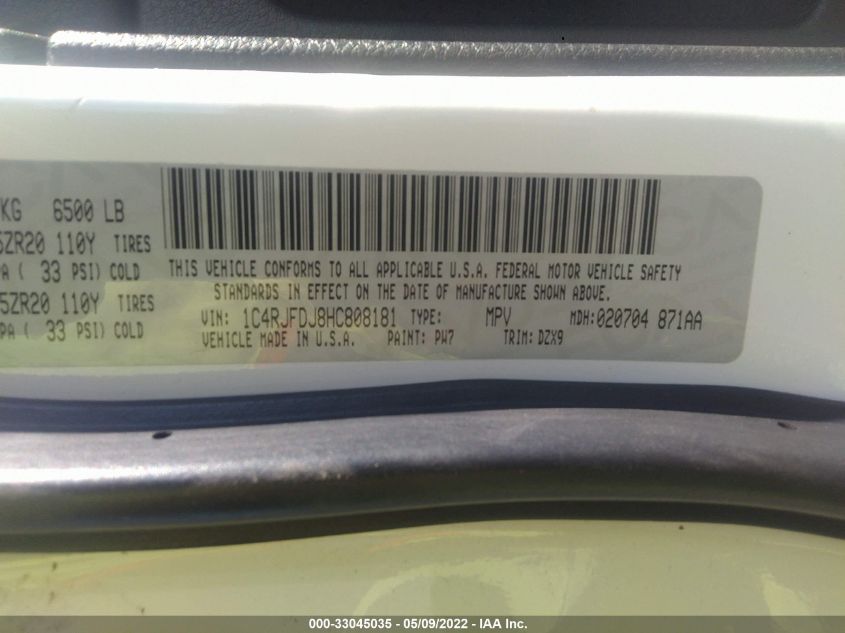 KG 6500 LB
5ZR20 110Y TIRES
PA ( 33 PSI) COLD
5ZR20 110Y TIRES
PA ( 33 PSI) COLD
THIS VEHICLE CONFORMS TO ALL APPLICABLE U.S.A. FEDERAL MOTOR VEHICLE SAFETY
STANDARDS IN EFFECT ON THE DATE OF MANUFACTURE SHOWN ABOVE.
VIN: 1C4RJFDJ8HC808181 TYPE: MPV MDH:020704 871AA
VEHICLE MADE IN U.S.A. PAINT: PW7 TRIM: DZX9
000-33045035 - 05/09/2022 - IAA Inc.